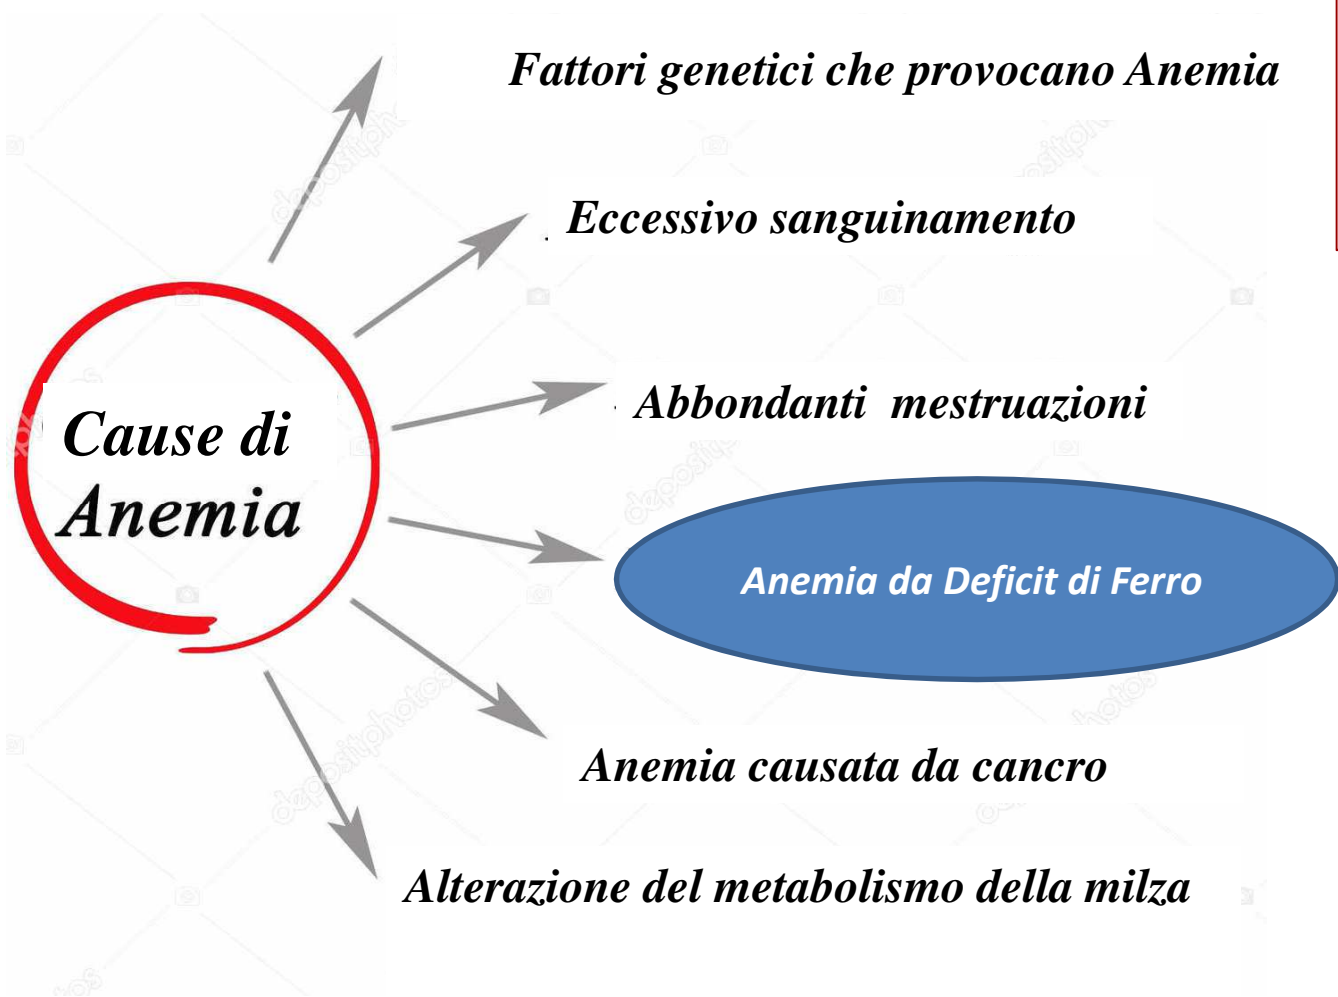 Fattori genetici che provocano Anemia
Eccessivo sanguinamento
Abbondanti mestruazioni
Cause di
Anemia
Anemia da Deficit di Ferro
Anemia causata da cancro
Alterazione del metabolismo della milza
depositphotos